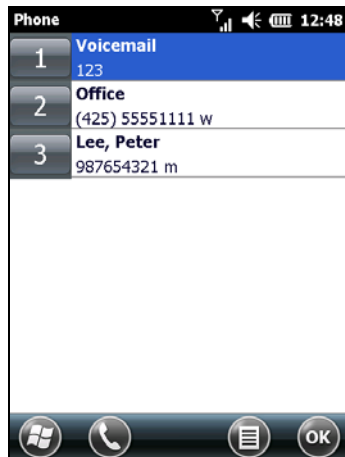 Phone 12:48
1 Voicemail
123
2 Office
(425) 55551111 w
3 Lee, Peter
987654321 m
OK